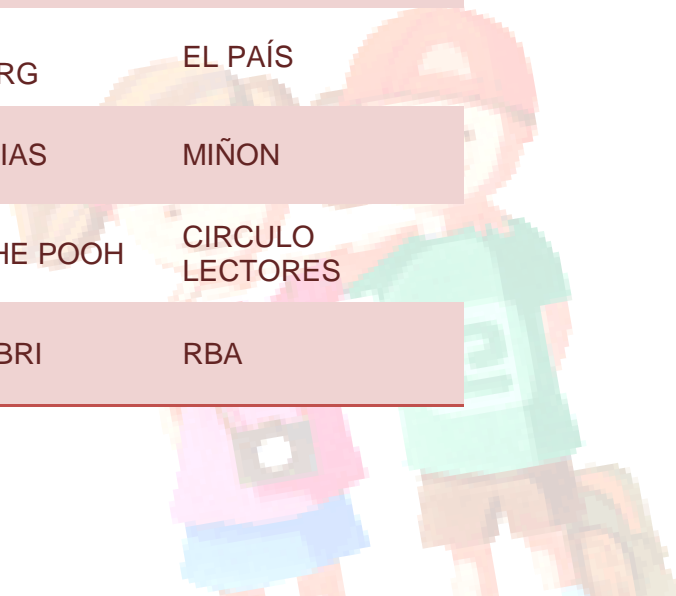 RG
EL PAÍS
IAS
MIÑON
HE POOH
CIRCULO
LECTORES
BRI
RBA